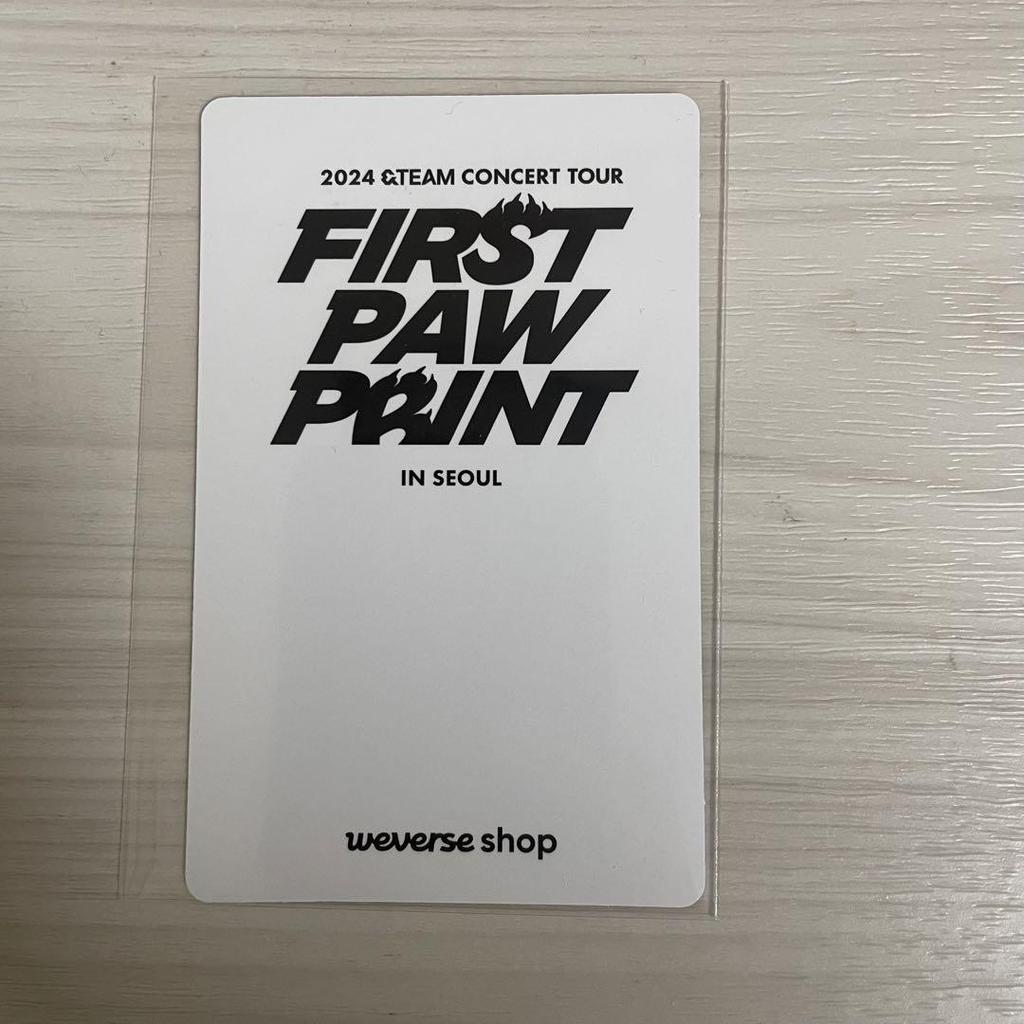 2024 &TEAM CONCERT TOUR
FIRST
PAW
PRINT
IN SEOUL
weverse shop